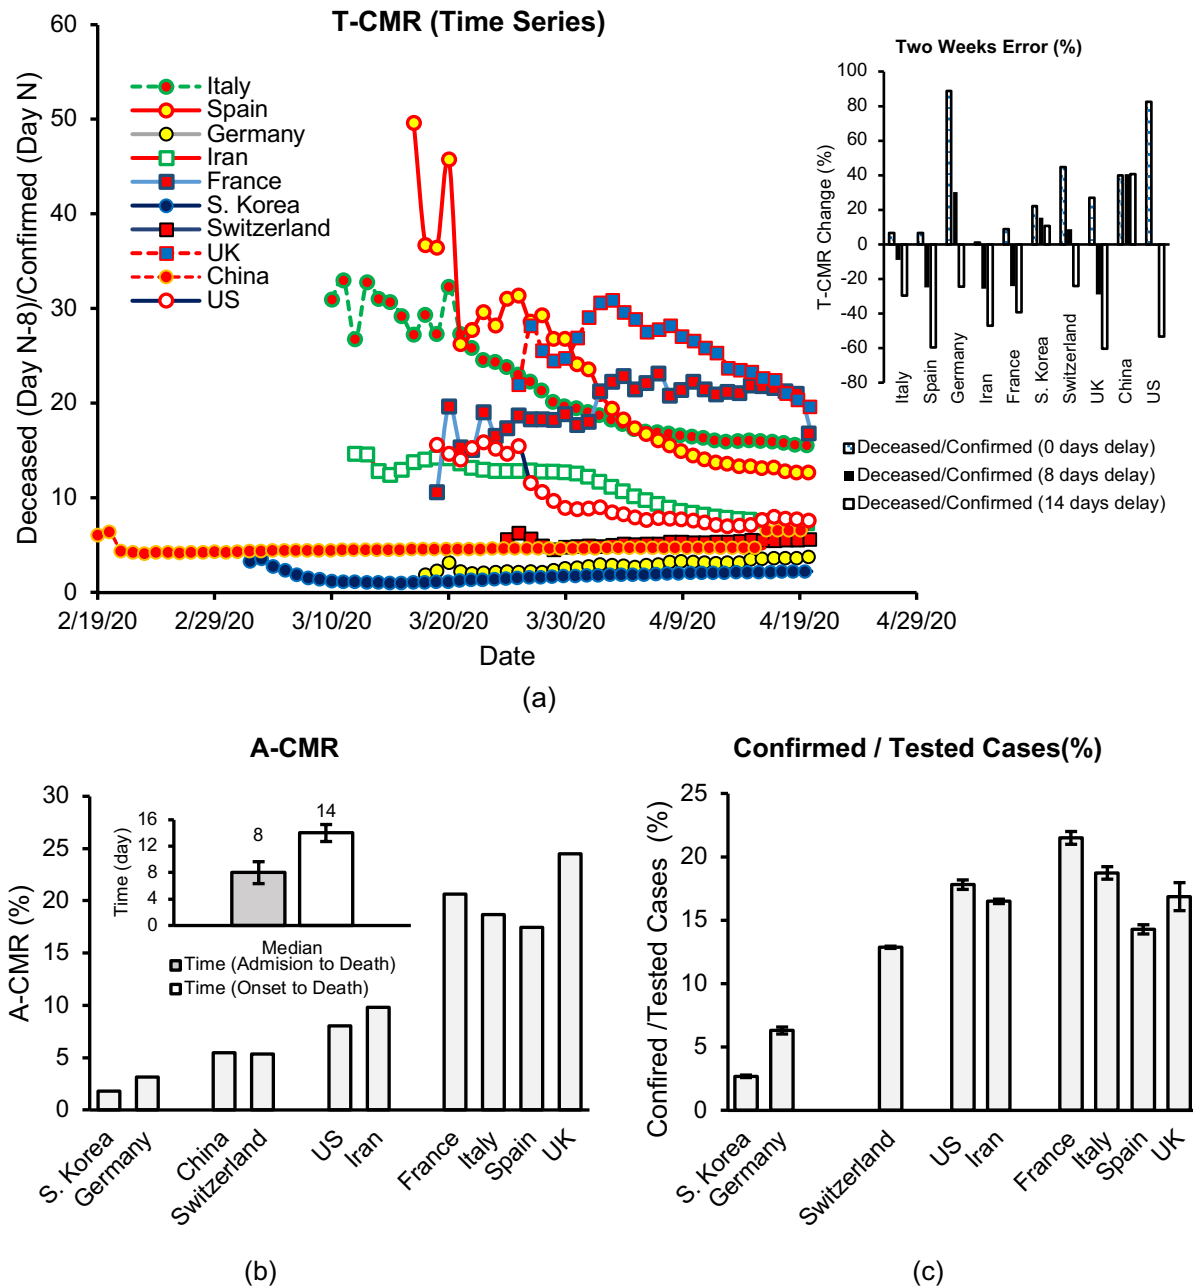 T-CMR (Time Series)
Deceased (Day N-8)/Confirmed (Day N)
60
50
40
30
20
10
0
Italy
Spain
Germany
Iran
France
S. Korea
Switzerland
UK
China
US
2/19/20 2/29/20 3/10/20 3/20/20 3/30/20 4/9/20 4/19/20 4/29/20
Date
Two Weeks Error (%)
T-CMR Change (%)
100
80
60
40
20
0
-20
-40
-60
-80
Italy Spain Germany Iran France S. Korea Switzerland UK China US
Deceased/Confirmed (0 days delay)
Deceased/Confirmed (8 days delay)
Deceased/Confirmed (14 days delay)
(a)
A-CMR
A-CMR (%)
30
25
20
15
10
5
0
Time (day)
16
12
8
4
0
8 14
Median
Time (Admision to Death)
Time (Onset to Death)
S. Korea Germany China Switzerland US Iran France Italy Spain UK
(b)
Confirmed / Tested Cases(%)
Confired /Tested Cases (%)
25
20
15
10
5
0
S. Korea Germany Switzerland US Iran France Italy Spain UK
(c)